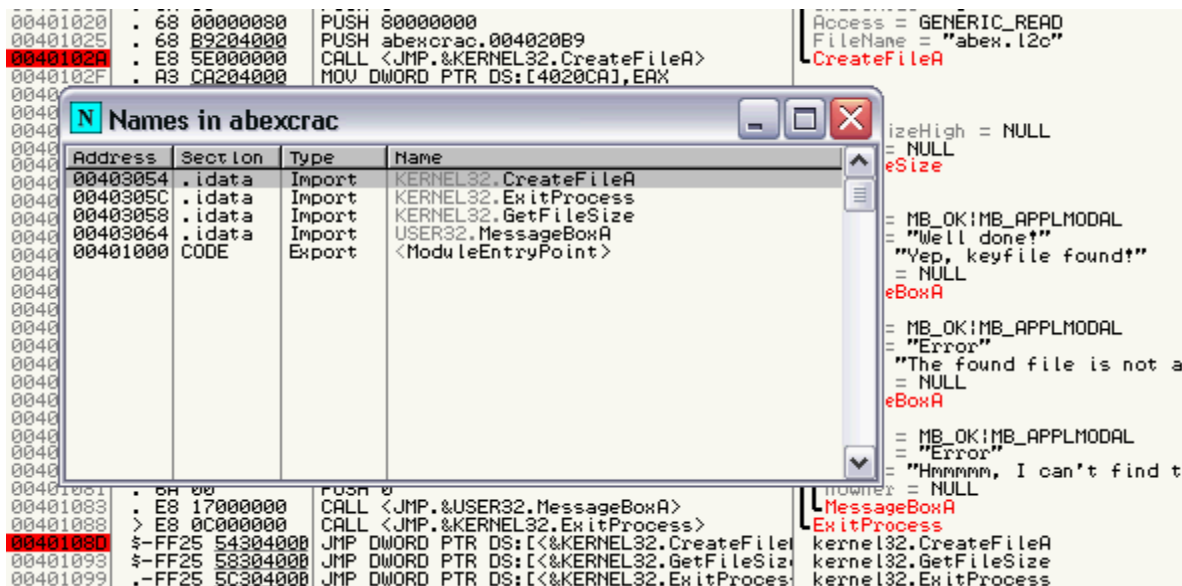 00401020 . 68 00000080 PUSH 80000000 Access = GENERIC_READ
00401025 . 68 B9204000 PUSH abexcrac.004020B9 FileName = "abex.l2c"
0040102A . E8 5E000000 CALL <JMP.&KERNEL32.CreateFileA> CreateFileA
0040102F . A3 CA204000 MOV DWORD PTR DS:[4020CA],EAX
N Names in abexcrac
Address Section Type Name
00403054 .idata Import KERNEL32.CreateFileA
0040305C .idata Import KERNEL32.ExitProcess
00403058 .idata Import KERNEL32.GetFileSize
00403064 .idata Import USER32.MessageBoxA
00401000 CODE Export <ModuleEntryPoint>
izeHigh = NULL
= NULL
eSize
= MB_OK|MB_APPLMODAL
= "Well done!"
"Yep, keyfile found!"
= NULL
eBoxA
= MB_OK|MB_APPLMODAL
= "Error"
"The found file is not a
= NULL
eBoxA
= MB_OK|MB_APPLMODAL
= "Error"
= "Hmmmmm, I can't find t
00401081 . 6A 00 PUSH 0 hOwner = NULL
00401083 . E8 17000000 CALL <JMP.&USER32.MessageBoxA> MessageBoxA
00401088 > E8 0C000000 CALL <JMP.&KERNEL32.ExitProcess> ExitProcess
0040108D $-FF25 54304000 JMP DWORD PTR DS:[<&KERNEL32.CreateFile kernel32.CreateFileA
00401093 $-FF25 58304000 JMP DWORD PTR DS:[<&KERNEL32.GetFileSiz kernel32.GetFileSize
00401099 .-FF25 5C304000 JMP DWORD PTR DS:[<&KERNEL32.ExitProces kernel32.ExitProcess